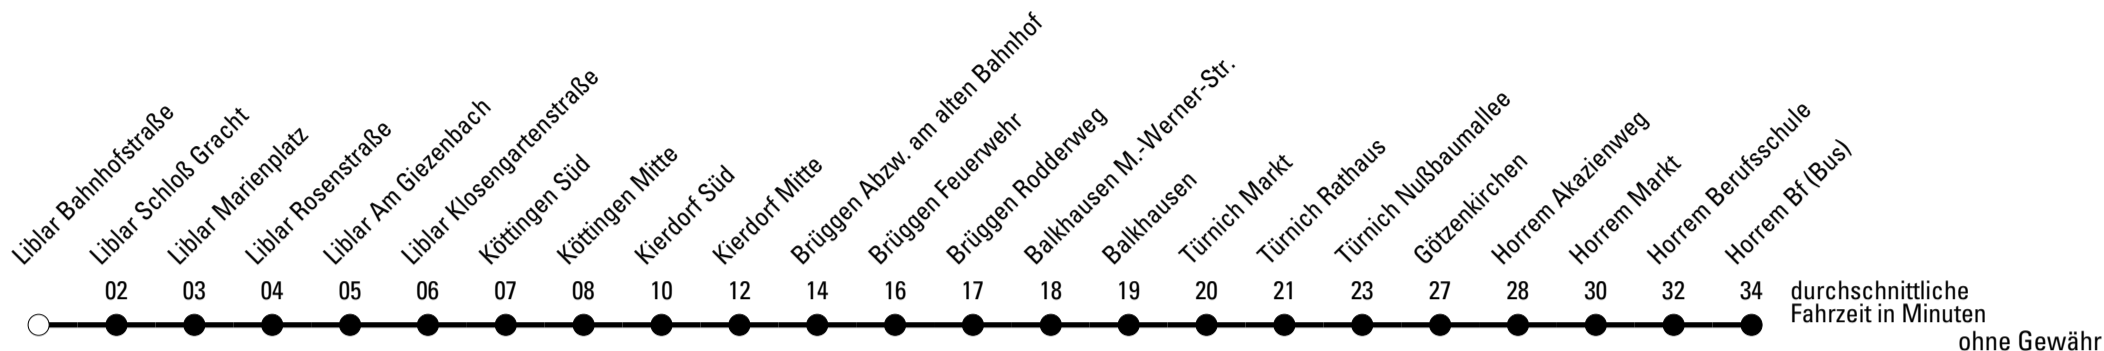 Liblar Bahnhofstraße
Liblar Schloß Gracht
Liblar Marienplatz
Liblar Rosenstraße
Liblar Am Giezenbach
Liblar Klosengartenstraße
Köttingen Süd
Köttingen Mitte
Kierdorf Süd
Kierdorf Mitte
Brüggen Abzw. am alten Bahnhof
Brüggen Feuerwehr
Brüggen Rodderweg
Balkhausen M.-Werner-Str.
Balkhausen
Türnich Markt
Türnich Rathaus
Türnich Nußbaumallee
Götzenkirchen
Horrem Akazienweg
Horrem Markt
Horrem Berufsschule
Horrem Bf (Bus)
02 03 04 05 06 07 08 10 12 14 16 17 18 19 20 21 23 27 28 30 32 34
durchschnittliche
Fahrzeit in Minuten
ohne Gewähr